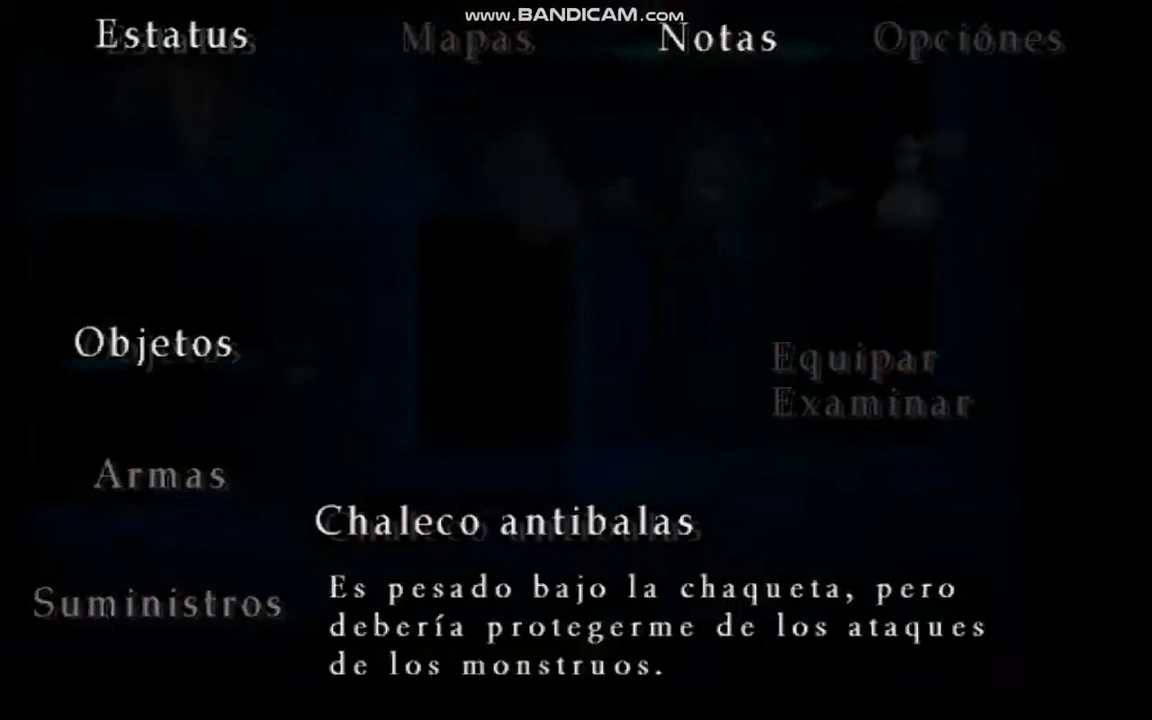 www.BANDICAM.com
Estatus Mapas Notas Opciónes
Objetos
Equipar
Examinar
Armas
Chaleco antibalas
Suministros
Es pesado bajo la chaqueta, pero
debería protegerme de los ataques
de los monstruos.